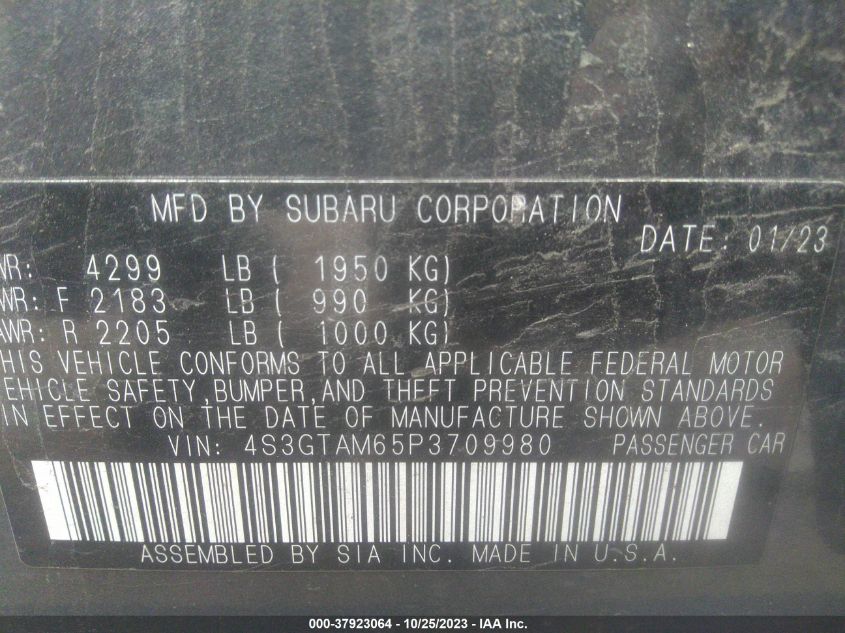 MFD BY SUBARU CORPORATION
DATE: 01/23
WR: 4299 LB ( 1950 KG)
WR: F 2183 LB ( 990 KG)
AWR: R 2205 LB ( 1000 KG)
HIS VEHICLE CONFORMS TO ALL APPLICABLE FEDERAL MOTOR
EHICLE SAFETY,BUMPER,AND THEFT PREVENTION STANDARDS
IN EFFECT ON THE DATE OF MANUFACTURE SHOWN ABOVE.
VIN: 4S3GTAM65P3709980 PASSENGER CAR
ASSEMBLED BY SIA INC. MADE IN U.S.A.
000-37923064 - 10/25/2023 - IAA Inc.